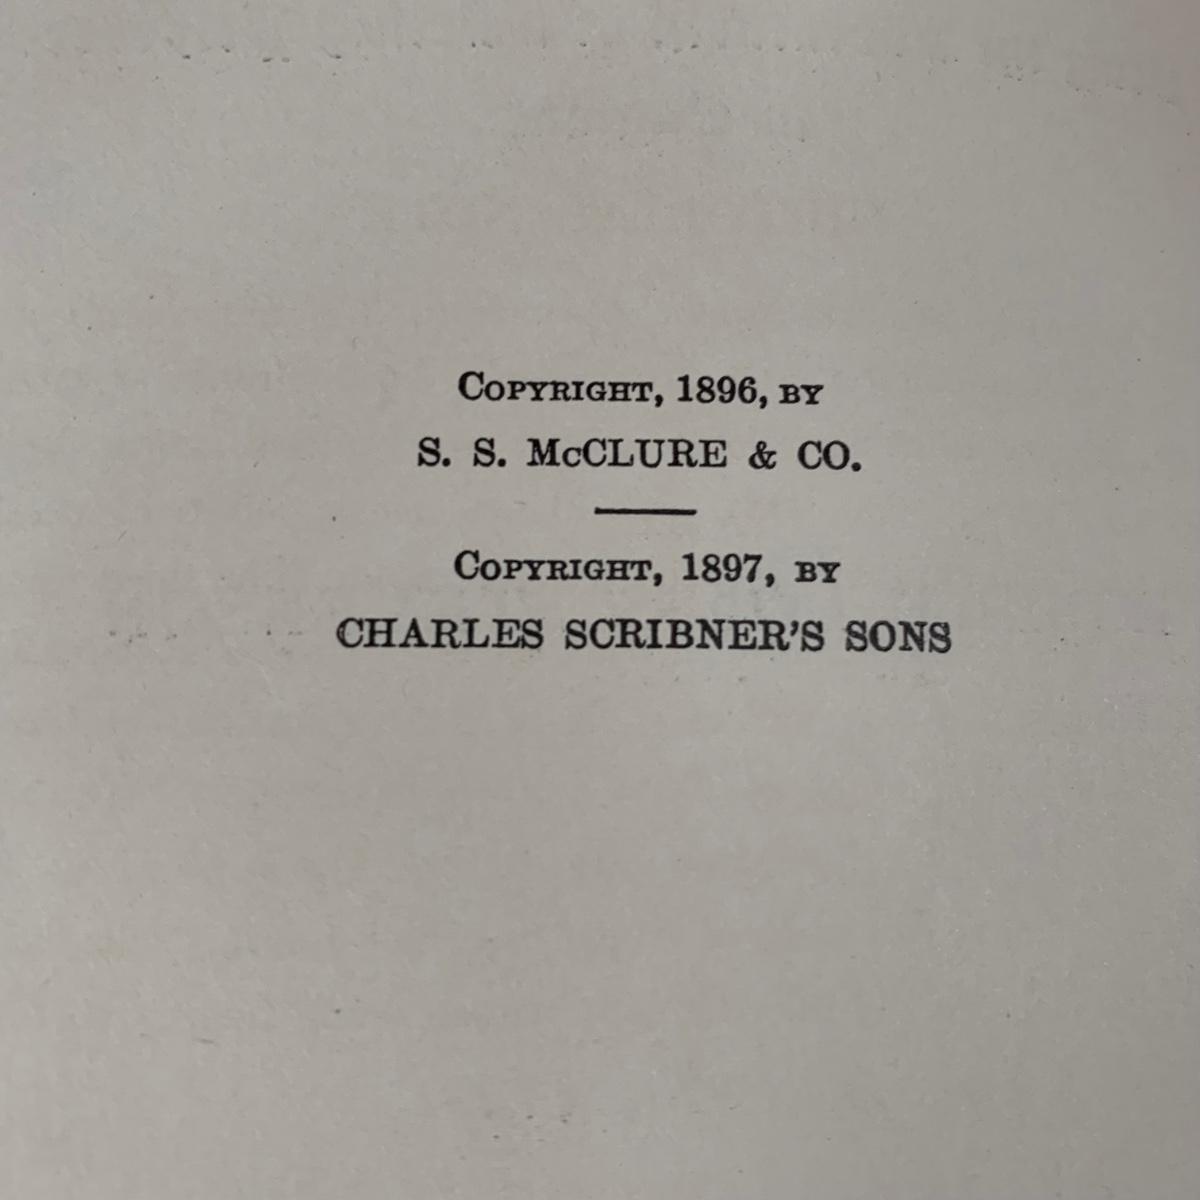 Copyright, 1896, by
S. S. McCLURE & CO.
Copyright, 1897, by
CHARLES SCRIBNER'S SONS